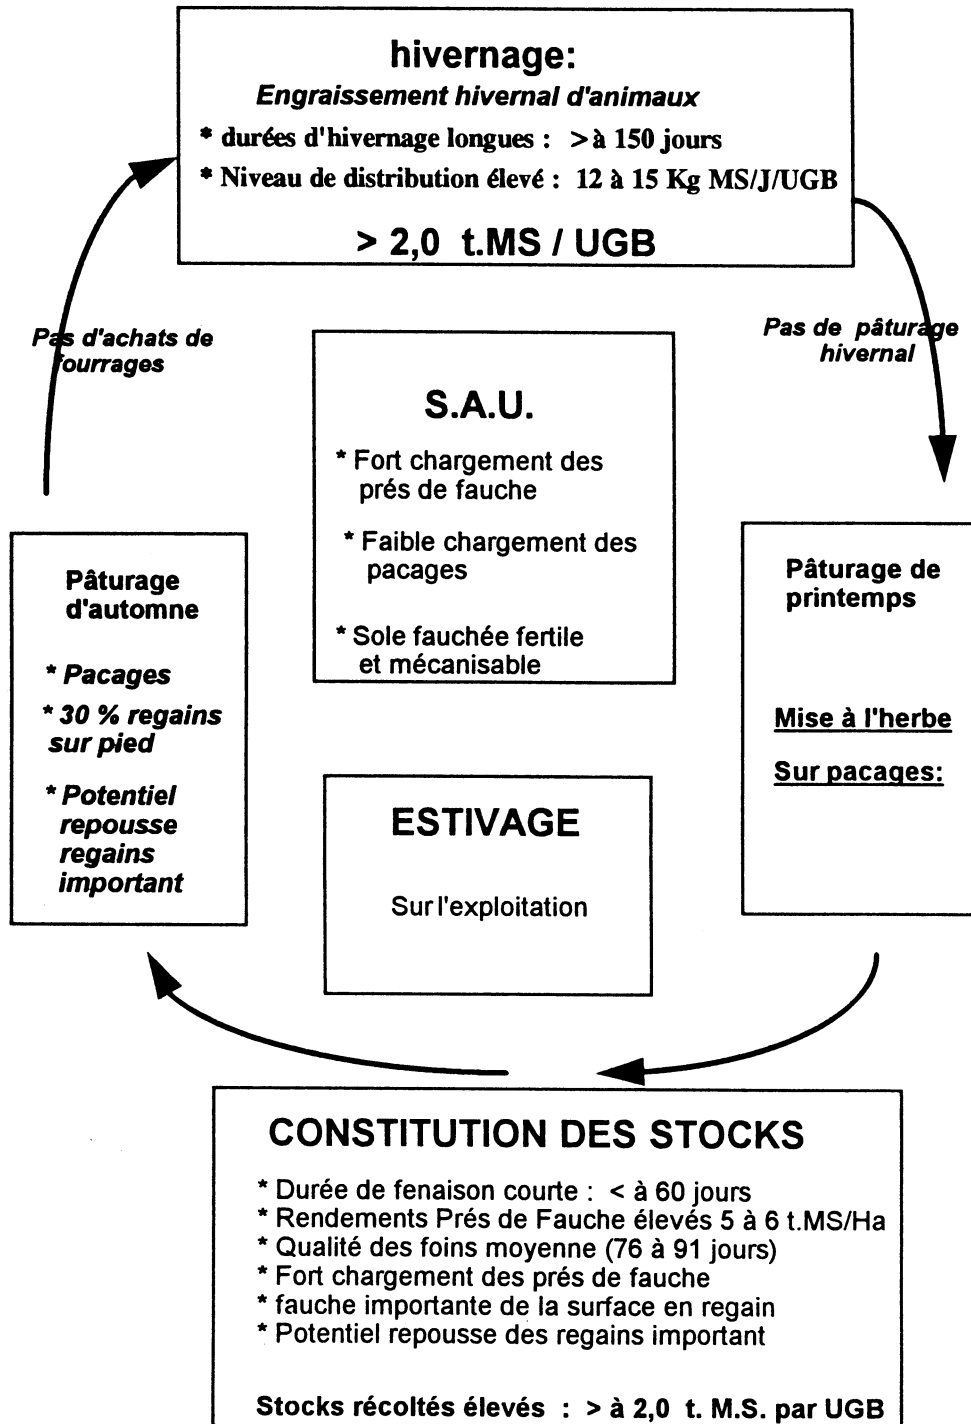 hivernage:
Engraissement hivernal d'animaux
* durées d'hivernage longues : > à 150 jours
* Niveau de distribution élevé : 12 à 15 Kg MS/J/UGB
> 2,0 t.MS / UGB
Pas d'achats de
fourrages
Pas de pâturage
hivernal
S.A.U.
* Fort chargement des
prés de fauche
* Faible chargement des
pacages
* Sole fauchée fertile
et mécanisable
Pâturage
d'automne
* Pacages
* 30 % regains
sur pied
* Potentiel
repousse
regains
important
Pâturage de
printemps
Mise à l'herbe
Sur pacages:
ESTIVAGE
Sur l'exploitation
CONSTITUTION DES STOCKS
* Durée de fenaison courte : < à 60 jours
* Rendements Prés de Fauche élevés 5 à 6 t.MS/Ha
* Qualité des foins moyenne (76 à 91 jours)
* Fort chargement des prés de fauche
* fauche importante de la surface en regain
* Potentiel repousse des regains important
Stocks récoltés élevés : > à 2,0 t. M.S. par UGB